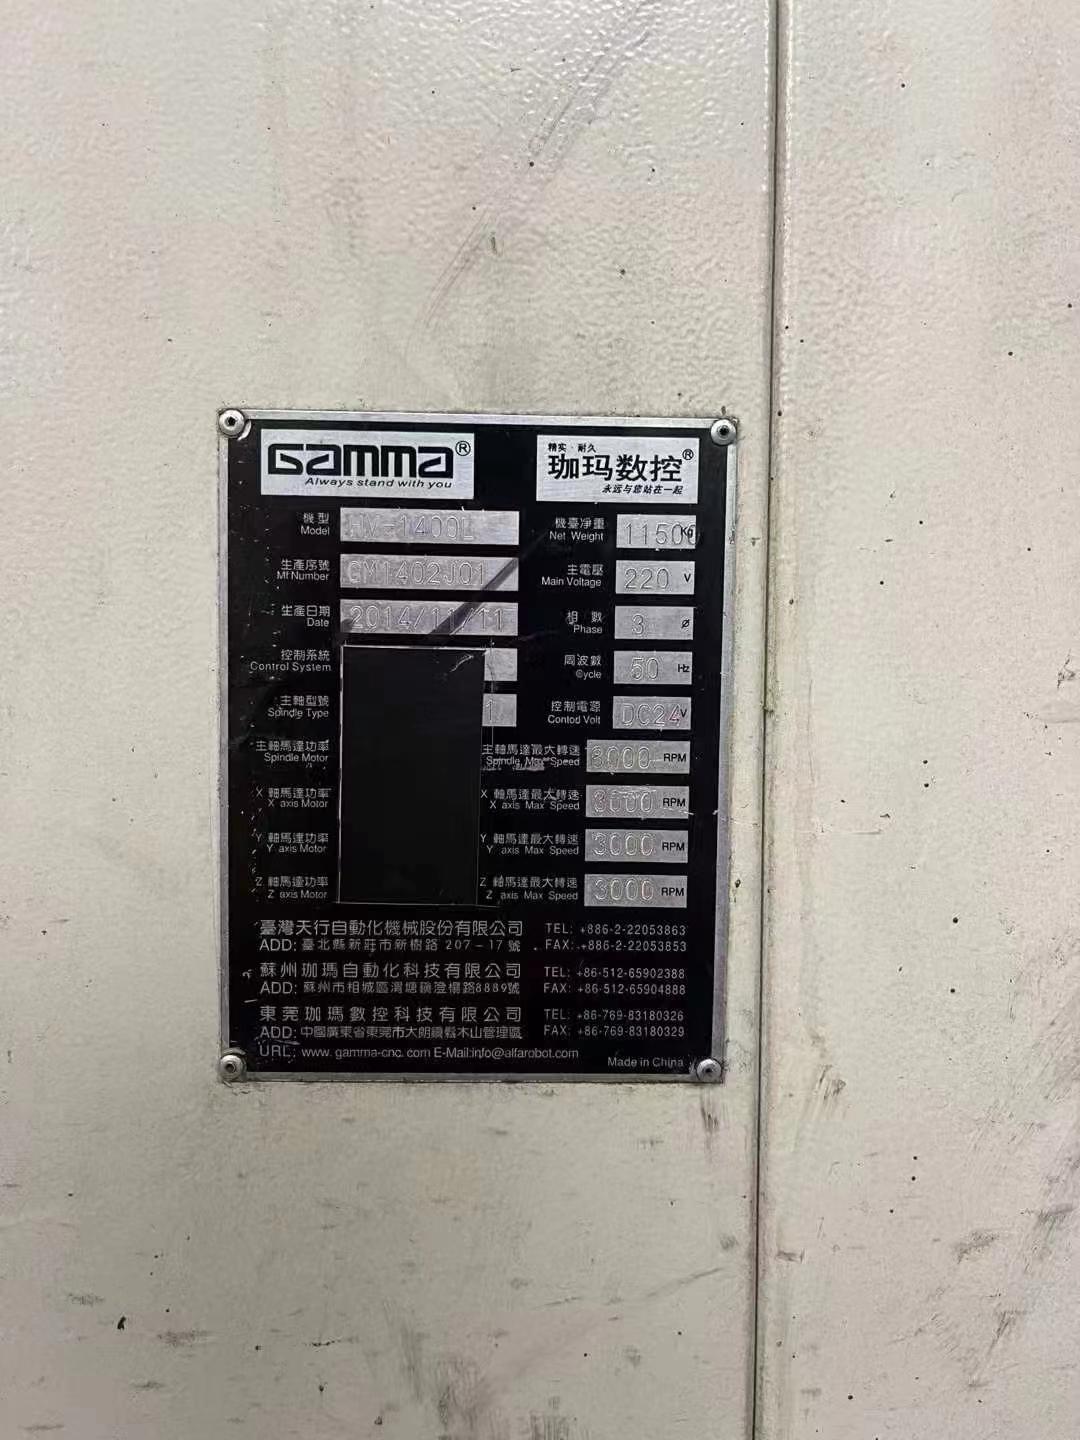 GAMMA®
Always stand with you
精实·耐久
珈玛数控®
永远与您站在一起
機型
Model HV-1400L
機臺淨重
Net Weight 11500 Kg
生產序號
Mf Number GM1402J01
主電壓
Main Voltage 220 V
生產日期
Date 2014/11/11
相數
Phase 3 ø
控制系統
Control System
周波數
Cycle 50 Hz
主軸型號
Spindle Type 1
控制電源
Contod Volt DC24 V
主軸馬達功率
Spindle Motor
主軸馬達最大轉速
Spindle Max Speed 8000 RPM
X 軸馬達功率
X axis Motor
X 軸馬達最大轉速
X axis Max Speed 3000 RPM
Y 軸馬達功率
Y axis Motor
Y 軸馬達最大轉速
Y axis Max Speed 3000 RPM
Z 軸馬達功率
Z axis Motor
Z 軸馬達最大轉速
Z axis Max Speed 3000 RPM
臺灣天行自動化機械股份有限公司 TEL: +886-2-22053863
ADD: 臺北縣新莊市新樹路 207-17 號 FAX: +886-2-22053853
蘇州珈瑪自動化科技有限公司 TEL: +86-512-65902388
ADD: 蘇州市相城區渭塘鎮澄楊路8889號 FAX: +86-512-65904888
東莞珈瑪數控科技有限公司 TEL: +86-769-83180326
ADD: 中國廣東省東莞市大朗鎮松木山管理區 FAX: +86-769-83180329
URL: www.gamma-cnc.com E-Mail:info@alfarobot.com
Made in China